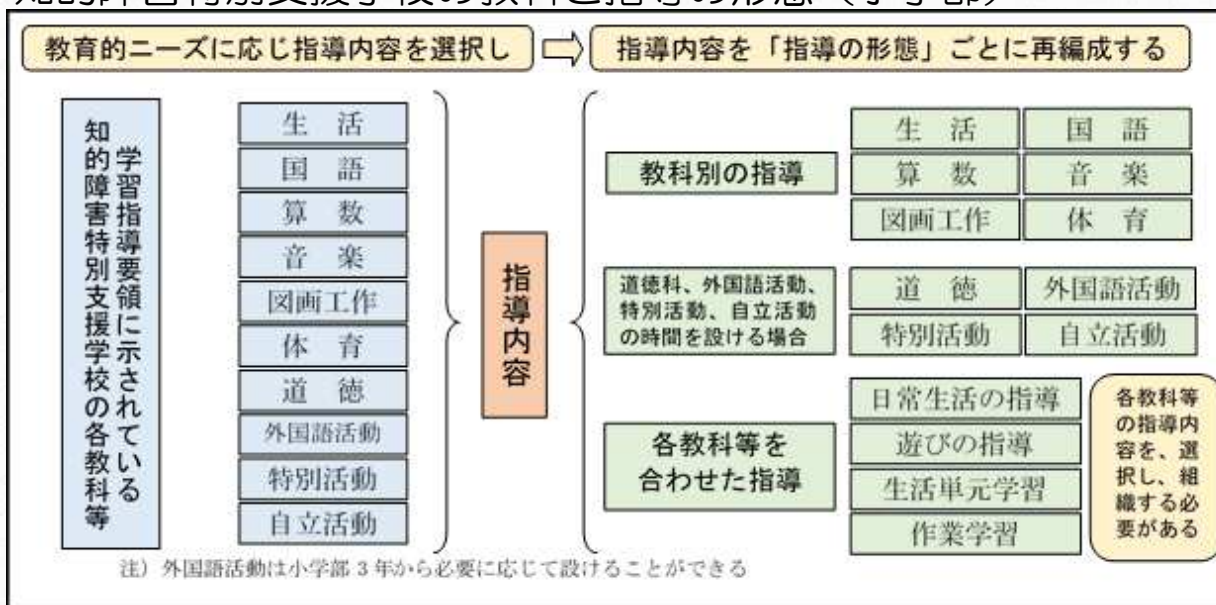 知的障害特別支援学校の教科と指導の形態（小学部）
教育的ニーズに応じ指導内容を選択し
指導内容を「指導の形態」ごとに再編成する
学習指導要領に示されている
知的障害特別支援学校の各教科等
生　活
国　語
算　数
音　楽
図画工作
体　育
道　徳
外国語活動
特別活動
自立活動
指導内容
教科別の指導
生　活
国　語
算　数
音　楽
図画工作
体　育
道徳科、外国語活動、
特別活動、自立活動
の時間を設ける場合
道　徳
外国語活動
特別活動
自立活動
各教科等を
合わせた指導
日常生活の指導
遊びの指導
生活単元学習
作業学習
各教科等
の指導内
容を、選
択し、組
織する必
要がある
注）外国語活動は小学部３年から必要に応じて設けることができる